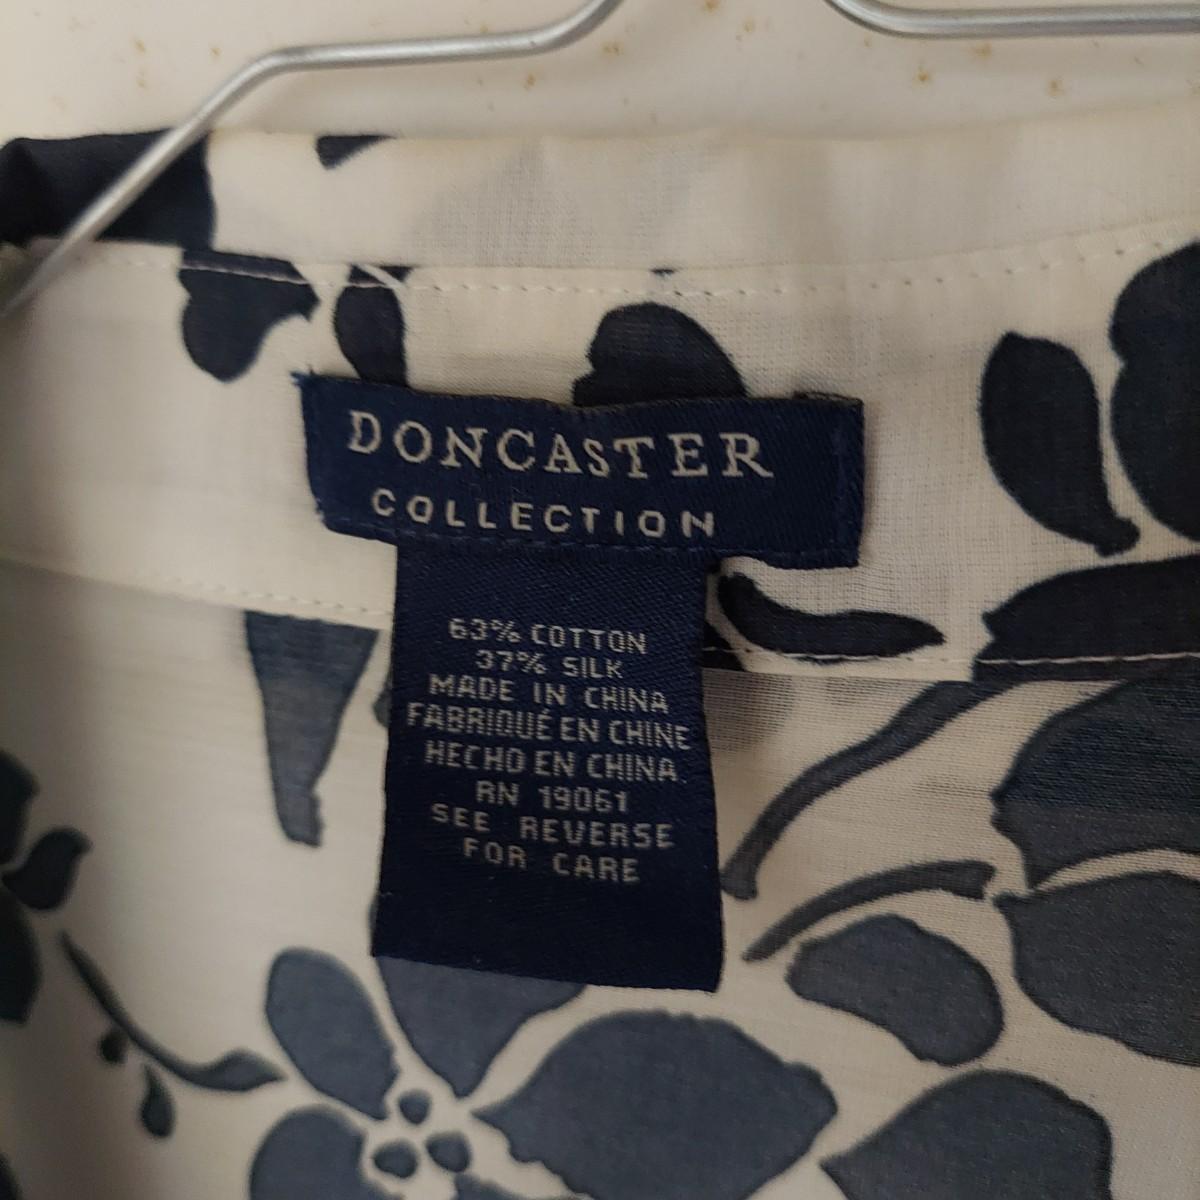 DONCASTER
COLLECTION
63% COTTON
37% SILK
MADE IN CHINA
FABRIQUÉ EN CHINE
HECHO EN CHINA
RN 19061
SEE REVERSE
FOR CARE